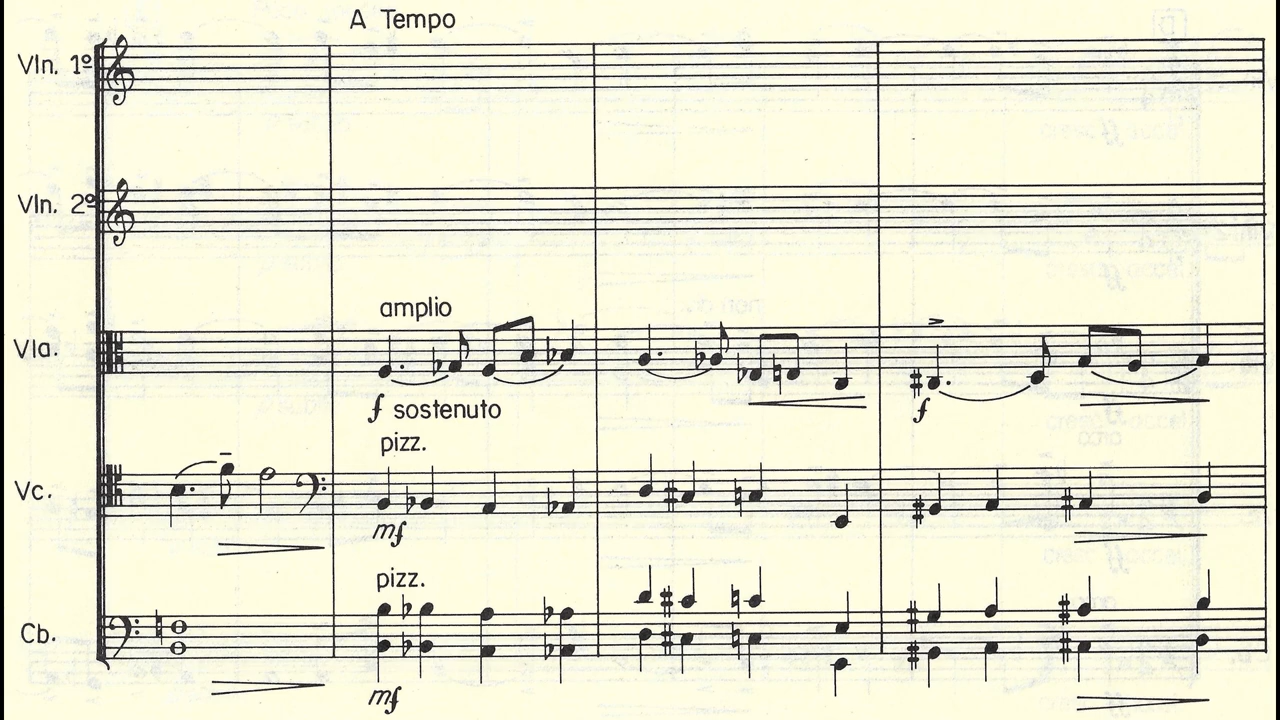 A Tempo
Vln. 1º
Vln. 2º
amplio
Vla.
f sostenuto
f
pizz.
Vc.
mf
pizz.
Cb.
mf